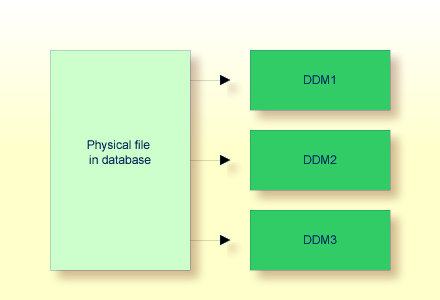 Physical file
in database
DDM1
DDM2
DDM3